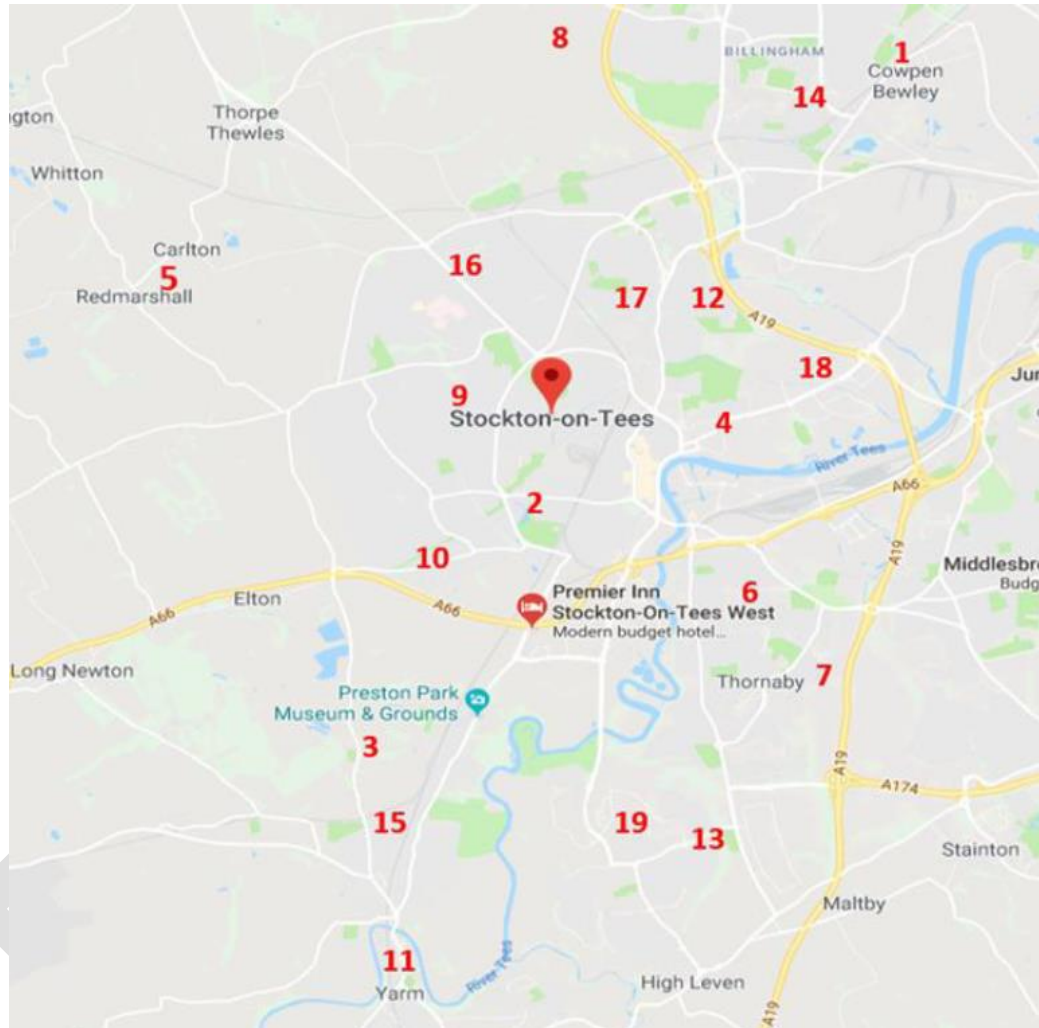 8
BILLINGHAM
1
Cowpen
Bewley
14
gton
Thorpe
Thewles
Whitton
Carlton
5
Redmarshall
16
17
12
A19
18
Jur
9
Stockton-on-Tees
4
River Tees
A66
2
10
A19
Middlesbro
Budg
Elton
A66
A66
Premier Inn
Stockton-On-Tees West
Modern budget hotel...
6
Long Newton
Thornaby
7
Preston Park
Museum & Grounds
3
A19
A174
15
19
13
Stainton
Maltby
11
Yarm
River Tees
High Leven
A19